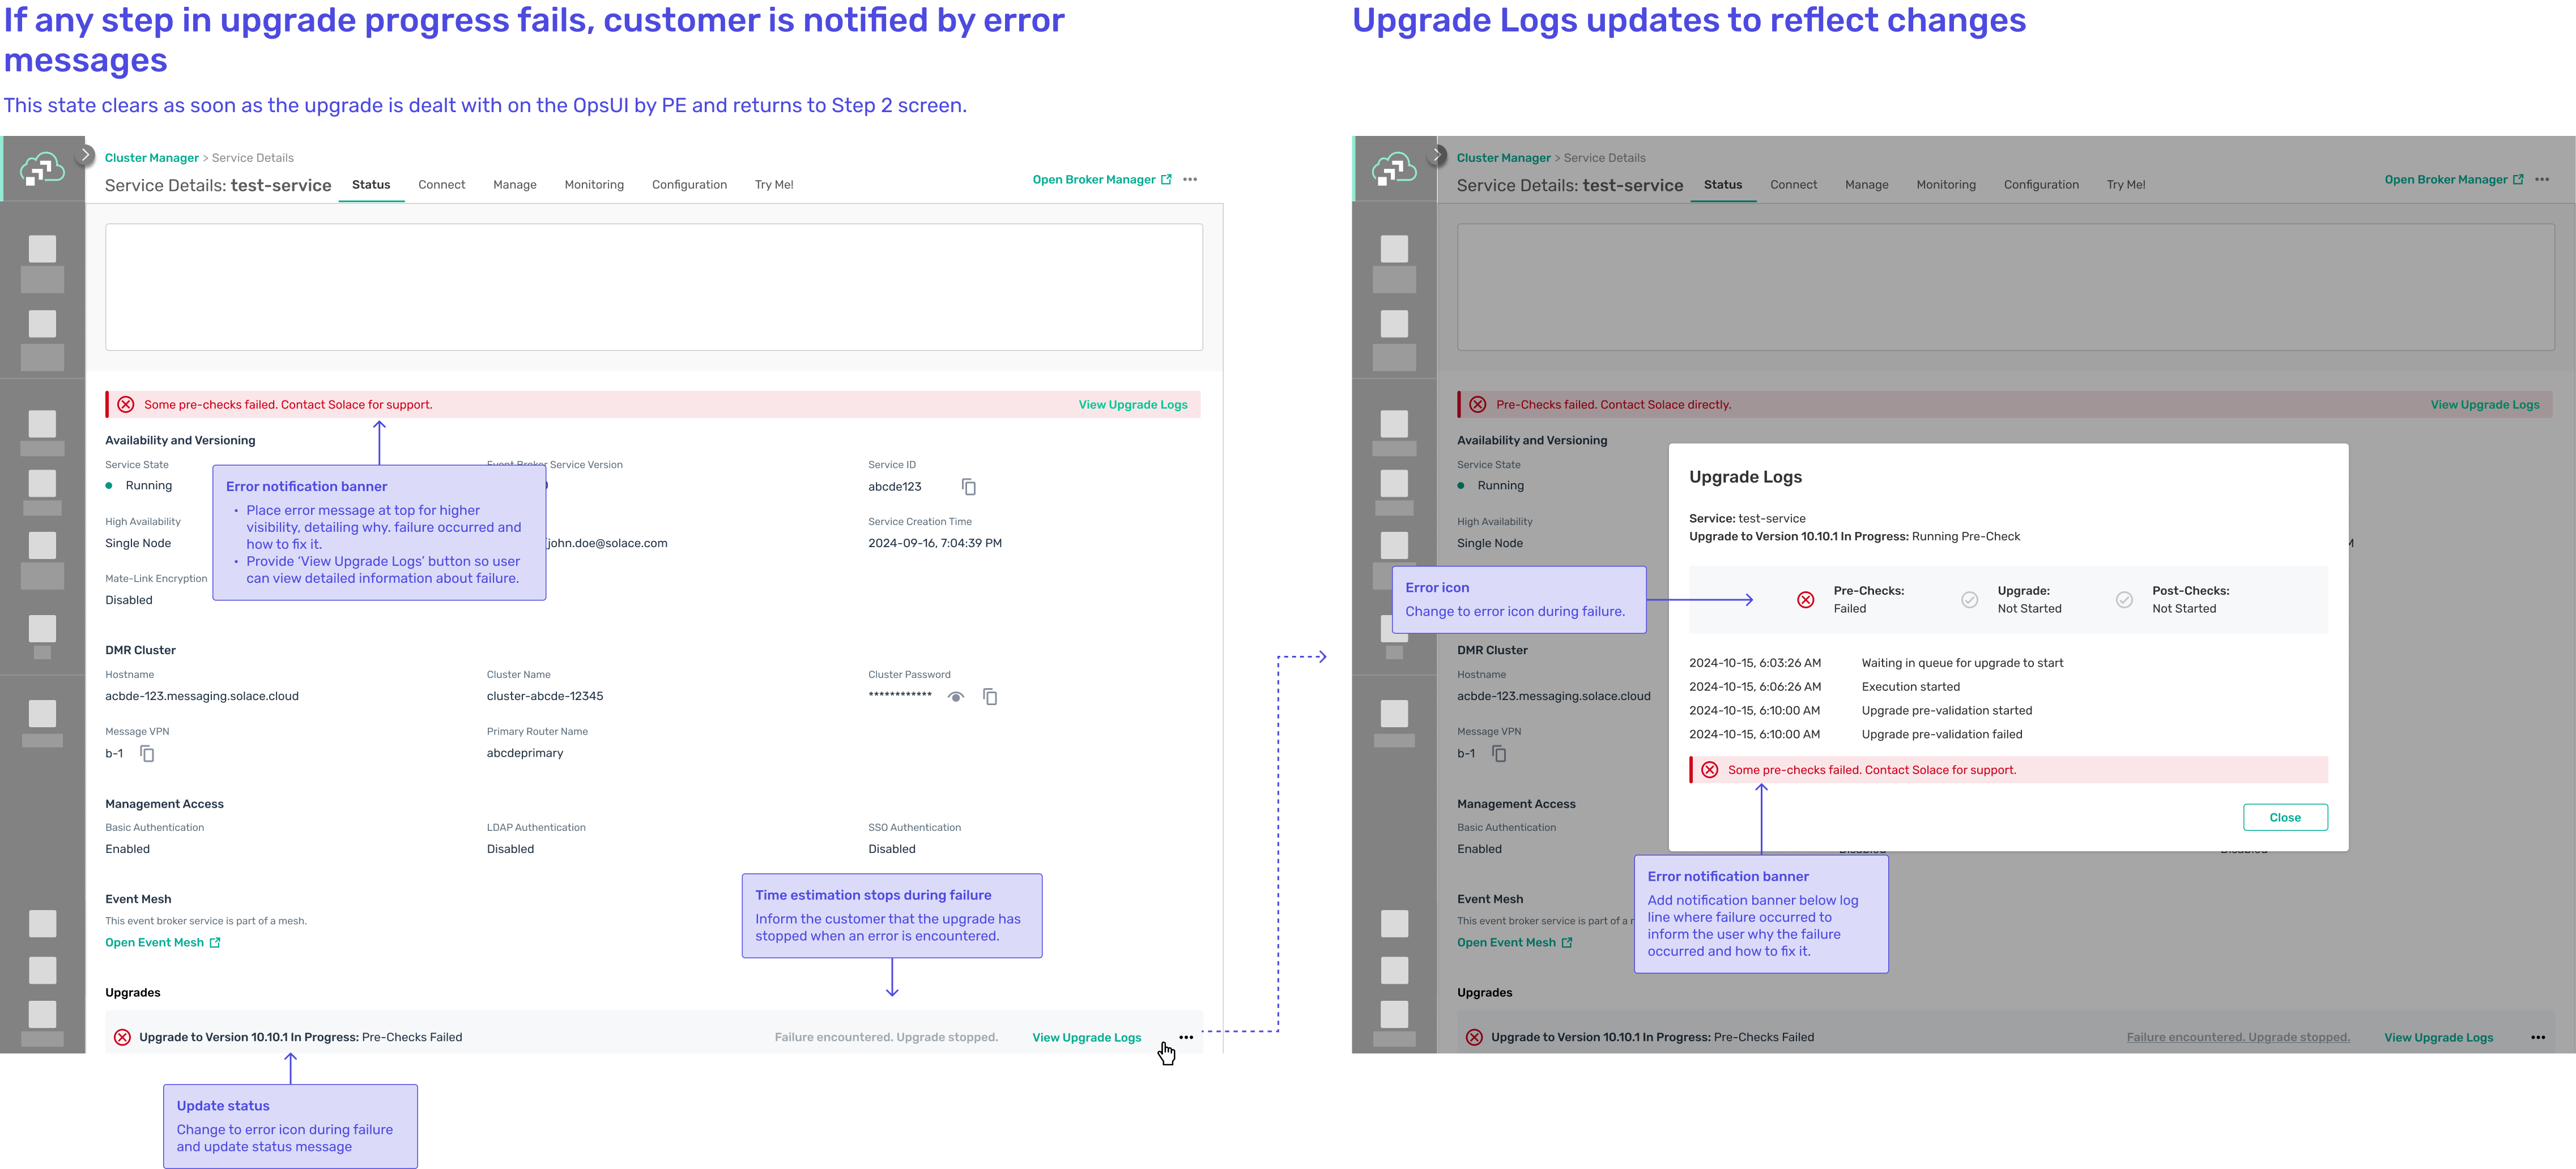 If any step in upgrade progress fails, customer is notified by error
messages
This state clears as soon as the upgrade is dealt with on the OpsUI by PE and returns to Step 2 screen.
Cluster Manager > Service Details
Service Details: test-service
Status
Connect
Manage
Monitoring
Configuration
Try Me!
Open Broker Manager
Some pre-checks failed. Contact Solace for support.
View Upgrade Logs
Availability and Versioning
Service State
Event Broker Service Version
Service ID
Running
abcde123
Error notification banner
• Place error message at top for higher
visibility, detailing why. failure occurred and
how to fix it.
• Provide ‘View Upgrade Logs’ button so user
can view detailed information about failure.
High Availability
Service Creation Time
Single Node
john.doe@solace.com
2024-09-16, 7:04:39 PM
Mate-Link Encryption
Disabled
DMR Cluster
Hostname
Cluster Name
Cluster Password
acbde-123.messaging.solace.cloud
cluster-abcde-12345
************
Message VPN
Primary Router Name
b-1
abcdeprimary
Management Access
Basic Authentication
LDAP Authentication
SSO Authentication
Enabled
Disabled
Disabled
Time estimation stops during failure
Inform the customer that the upgrade has
stopped when an error is encountered.
Event Mesh
This event broker service is part of a mesh.
Open Event Mesh
Upgrades
Upgrade to Version 10.10.1 In Progress: Pre-Checks Failed
Failure encountered. Upgrade stopped.
View Upgrade Logs
Update status
Change to error icon during failure
and update status message
Upgrade Logs updates to reflect changes
Cluster Manager > Service Details
Service Details: test-service
Status
Connect
Manage
Monitoring
Configuration
Try Me!
Open Broker Manager
Pre-Checks failed. Contact Solace directly.
View Upgrade Logs
Availability and Versioning
Service State
Running
High Availability
Single Node
Upgrade Logs
Service: test-service
Upgrade to Version 10.10.1 In Progress: Running Pre-Check
Pre-Checks:
Failed
Upgrade:
Not Started
Post-Checks:
Not Started
Error icon
Change to error icon during failure.
2024-10-15, 6:03:26 AM Waiting in queue for upgrade to start
2024-10-15, 6:06:26 AM Execution started
2024-10-15, 6:10:00 AM Upgrade pre-validation started
2024-10-15, 6:10:00 AM Upgrade pre-validation failed
Some pre-checks failed. Contact Solace for support.
Close
Error notification banner
Add notification banner below log
line where failure occurred to
inform the user why the failure
occurred and how to fix it.
DMR Cluster
Hostname
acbde-123.messaging.solace.cloud
Message VPN
b-1
Management Access
Basic Authentication
Enabled
Event Mesh
This event broker service is part of a
Open Event Mesh
Upgrades
Upgrade to Version 10.10.1 In Progress: Pre-Checks Failed
Failure encountered. Upgrade stopped.
View Upgrade Logs